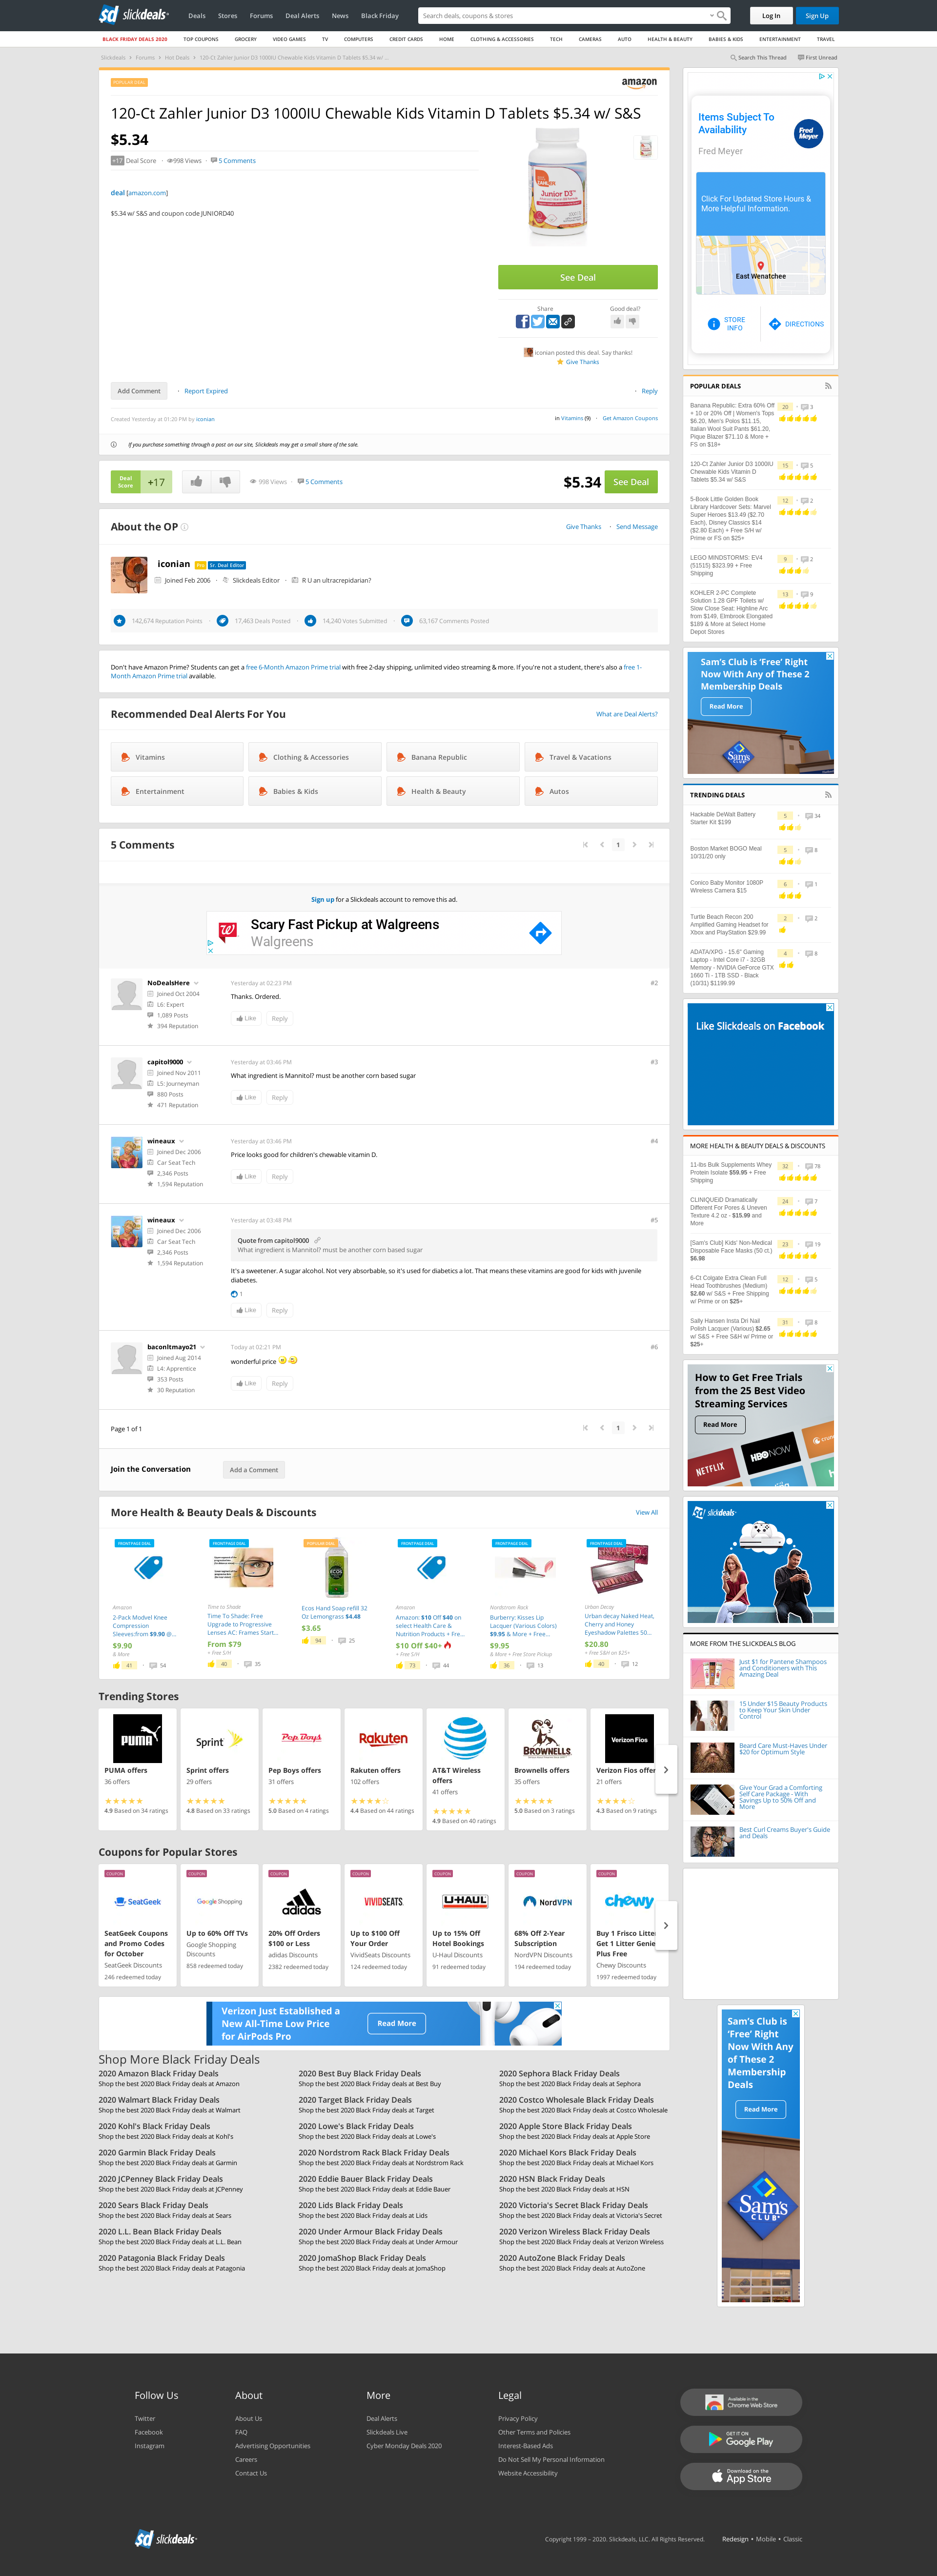 slickdeals
Deals Stores Forums Deal Alerts News Black Friday
Search deals, coupons & stores
Log In Sign Up
BLACK FRIDAY DEALS 2020 TOP COUPONS GROCERY VIDEO GAMES TV COMPUTERS CREDIT CARDS HOME CLOTHING & ACCESSORIES TECH CAMERAS AUTO HEALTH & BEAUTY BABIES & KIDS ENTERTAINMENT TRAVEL
Slickdeals Forums Hot Deals 120-Ct Zahler Junior D3 1000IU Chewable Kids Vitamin D Tablets $5.34 w/ ...
Search This Thread First Unread
POPULAR DEAL
amazon
120-Ct Zahler Junior D3 1000IU Chewable Kids Vitamin D Tablets $5.34 w/ S&S
$5.34
+17 Deal Score 998 Views 5 Comments
deal [amazon.com]
$5.34 w/ S&S and coupon code JUNIORD40
ZAHLER
Junior D3
See Deal
Share Good deal?
iconian posted this deal. Say thanks!
Give Thanks
Add Comment Report Expired Reply
Created Yesterday at 01:20 PM by iconian
in Vitamins (9) Get Amazon Coupons
If you purchase something through a post on our site, Slickdeals may get a small share of the sale.
Deal Score +17
998 Views 5 Comments
$5.34 See Deal
About the OP
Give Thanks Send Message
iconian Pro Sr. Deal Editor
Joined Feb 2006 Slickdeals Editor R U an ultracrepidarian?
142,674 Reputation Points 17,463 Deals Posted 14,240 Votes Submitted 63,167 Comments Posted
Don't have Amazon Prime? Students can get a free 6-Month Amazon Prime trial with free 2-day shipping, unlimited video streaming & more. If you're not a student, there's also a free 1-
Month Amazon Prime trial available.
Recommended Deal Alerts For You
What are Deal Alerts?
Vitamins Clothing & Accessories Banana Republic Travel & Vacations
Entertainment Babies & Kids Health & Beauty Autos
5 Comments
1
Sign up for a Slickdeals account to remove this ad.
Scary Fast Pickup at Walgreens
Walgreens
NoDealsHere
Joined Oct 2004
L6: Expert
1,089 Posts
394 Reputation
Yesterday at 02:23 PM #2
Thanks. Ordered.
Like Reply
capitol9000
Joined Nov 2011
L5: Journeyman
880 Posts
471 Reputation
Yesterday at 03:46 PM #3
What ingredient is Mannitol? must be another corn based sugar
Like Reply
wineaux
Joined Dec 2006
Car Seat Tech
2,346 Posts
1,594 Reputation
Yesterday at 03:46 PM #4
Price looks good for children's chewable vitamin D.
Like Reply
wineaux
Joined Dec 2006
Car Seat Tech
2,346 Posts
1,594 Reputation
Yesterday at 03:48 PM #5
Quote from capitol9000
What ingredient is Mannitol? must be another corn based sugar
It's a sweetener. A sugar alcohol. Not very absorbable, so it's used for diabetics a lot. That means these vitamins are good for kids with juvenile
diabetes.
1
Like Reply
baconltmayo21
Joined Aug 2014
L4: Apprentice
353 Posts
30 Reputation
Today at 02:21 PM #6
wonderful price
Like Reply
Page 1 of 1
1
Join the Conversation
Add a Comment
More Health & Beauty Deals & Discounts
View All
FRONTPAGE DEAL
Amazon
2-Pack Modvel Knee
Compression
Sleeves:from $9.90 @...
$9.90
& More
41 54
FRONTPAGE DEAL
Time to Shade
Time To Shade: Free
Upgrade to Progressive
Lenses AC: Frames Start...
From $79
+ Free S/H
40 35
POPULAR DEAL
Ecos Hand Soap refill 32
Oz Lemongrass $4.48
$3.65
94 25
FRONTPAGE DEAL
Amazon
Amazon: $10 Off $40 on
select Health Care &
Nutrition Products + Fre...
$10 Off $40+
+ Free S/H
73 44
FRONTPAGE DEAL
Nordstrom Rack
Burberry: Kisses Lip
Lacquer (Various Colors)
$9.95 & More + Free...
$9.95
& More + Free Store Pickup
36 13
FRONTPAGE DEAL
Urban Decay
Urban decay Naked Heat,
Cherry and Honey
Eyeshadow Palettes 50...
$20.80
+ Free S&H on $25+
40 12
Trending Stores
PUMA
PUMA offers
36 offers
4.9 Based on 34 ratings
Sprint
Sprint offers
29 offers
4.8 Based on 33 ratings
Pep Boys
Pep Boys offers
31 offers
5.0 Based on 4 ratings
Rakuten
Rakuten offers
102 offers
4.4 Based on 44 ratings
AT&T Wireless
offers
41 offers
4.9 Based on 40 ratings
BROWNELLS
Brownells offers
35 offers
5.0 Based on 3 ratings
Verizon Fios
Verizon Fios offers
21 offers
4.3 Based on 9 ratings
Coupons for Popular Stores
COUPON
SeatGeek
SeatGeek Coupons
and Promo Codes
for October
SeatGeek Discounts
246 redeemed today
COUPON
Google Shopping
Up to 60% Off TVs
Google Shopping
Discounts
858 redeemed today
COUPON
adidas
20% Off Orders
$100 or Less
adidas Discounts
2382 redeemed today
VIVIDSEATS
Up to $100 Off
Your Order
VividSeats Discounts
124 redeemed today
COUPON
U-HAUL
Up to 15% Off
Hotel Bookings
U-Haul Discounts
91 redeemed today
COUPON
NordVPN
68% Off 2-Year
Subscription
NordVPN Discounts
194 redeemed today
COUPON
chewy
Buy 1 Frisco Litter
Get 1 Litter Genie
Plus Free
Chewy Discounts
1997 redeemed today
Verizon Just Established a
New All-Time Low Price
for AirPods Pro
Read More
Shop More Black Friday Deals
2020 Amazon Black Friday Deals
Shop the best 2020 Black Friday deals at Amazon
2020 Best Buy Black Friday Deals
Shop the best 2020 Black Friday deals at Best Buy
2020 Sephora Black Friday Deals
Shop the best 2020 Black Friday deals at Sephora
2020 Walmart Black Friday Deals
Shop the best 2020 Black Friday deals at Walmart
2020 Target Black Friday Deals
Shop the best 2020 Black Friday deals at Target
2020 Costco Wholesale Black Friday Deals
Shop the best 2020 Black Friday deals at Costco Wholesale
2020 Kohl's Black Friday Deals
Shop the best 2020 Black Friday deals at Kohl's
2020 Lowe's Black Friday Deals
Shop the best 2020 Black Friday deals at Lowe's
2020 Apple Store Black Friday Deals
Shop the best 2020 Black Friday deals at Apple Store
2020 Garmin Black Friday Deals
Shop the best 2020 Black Friday deals at Garmin
2020 Nordstrom Rack Black Friday Deals
Shop the best 2020 Black Friday deals at Nordstrom Rack
2020 Michael Kors Black Friday Deals
Shop the best 2020 Black Friday deals at Michael Kors
2020 JCPenney Black Friday Deals
Shop the best 2020 Black Friday deals at JCPenney
2020 Eddie Bauer Black Friday Deals
Shop the best 2020 Black Friday deals at Eddie Bauer
2020 HSN Black Friday Deals
Shop the best 2020 Black Friday deals at HSN
2020 Sears Black Friday Deals
Shop the best 2020 Black Friday deals at Sears
2020 Lids Black Friday Deals
Shop the best 2020 Black Friday deals at Lids
2020 Victoria's Secret Black Friday Deals
Shop the best 2020 Black Friday deals at Victoria's Secret
2020 L.L. Bean Black Friday Deals
Shop the best 2020 Black Friday deals at L.L. Bean
2020 Under Armour Black Friday Deals
Shop the best 2020 Black Friday deals at Under Armour
2020 Verizon Wireless Black Friday Deals
Shop the best 2020 Black Friday deals at Verizon Wireless
2020 Patagonia Black Friday Deals
Shop the best 2020 Black Friday deals at Patagonia
2020 JomaShop Black Friday Deals
Shop the best 2020 Black Friday deals at JomaShop
2020 AutoZone Black Friday Deals
Shop the best 2020 Black Friday deals at AutoZone
Items Subject To
Availability
Fred Meyer
Fred Meyer
Click For Updated Store Hours &
More Helpful Information.
East Wenatchee
STORE INFO DIRECTIONS
POPULAR DEALS
Banana Republic: Extra 60% Off
+ 10 or 20% Off | Women's Tops
$6.20, Men's Polos $11.15,
Italian Wool Suit Pants $61.20,
Pique Blazer $71.10 & More +
FS on $18+
20 3
120-Ct Zahler Junior D3 1000IU
Chewable Kids Vitamin D
Tablets $5.34 w/ S&S
15 5
5-Book Little Golden Book
Library Hardcover Sets: Marvel
Super Heroes $13.49 ($2.70
Each), Disney Classics $14
($2.80 Each) + Free S/H w/
Prime or FS on $25+
12 2
LEGO MINDSTORMS: EV4
(51515) $323.99 + Free
Shipping
9 2
KOHLER 2-PC Complete
Solution 1.28 GPF Toilets w/
Slow Close Seat: Highline Arc
from $149, Elmbrook Elongated
$189 & More at Select Home
Depot Stores
13 9
Sam's Club is 'Free' Right
Now With Any of These 2
Membership Deals
Read More
Sam's CLUB
TRENDING DEALS
Hackable DeWalt Battery
Starter Kit $199
5 34
Boston Market BOGO Meal
10/31/20 only
5 8
Conico Baby Monitor 1080P
Wireless Camera $15
6 1
Turtle Beach Recon 200
Amplified Gaming Headset for
Xbox and PlayStation $29.99
2 2
ADATA/XPG - 15.6" Gaming
Laptop - Intel Core i7 - 32GB
Memory - NVIDIA GeForce GTX
1660 Ti - 1TB SSD - Black
(10/31) $1199.99
4 8
Like Slickdeals on Facebook
MORE HEALTH & BEAUTY DEALS & DISCOUNTS
11-lbs Bulk Supplements Whey
Protein Isolate $59.95 + Free
Shipping
32 78
CLINIQUEID Dramatically
Different For Pores & Uneven
Texture 4.2 oz - $15.99 and
More
24 7
[Sam's Club] Kids' Non-Medical
Disposable Face Masks (50 ct.)
$6.98
23 19
6-Ct Colgate Extra Clean Full
Head Toothbrushes (Medium)
$2.60 w/ S&S + Free Shipping
w/ Prime or on $25+
12 5
Sally Hansen Insta Dri Nail
Polish Lacquer (Various) $2.65
w/ S&S + Free S&H w/ Prime or
$25+
31 8
How to Get Free Trials
from the 25 Best Video
Streaming Services
Read More
NETFLIX HBONOW
slickdeals
MORE FROM THE SLICKDEALS BLOG
Just $1 for Pantene Shampoos
and Conditioners with This
Amazing Deal
15 Under $15 Beauty Products
to Keep Your Skin Under
Control
Beard Care Must-Haves Under
$20 for Optimum Style
Give Your Grad a Comforting
Self Care Package - With
Savings Up to 50% Off and
More
Best Curl Creams Buyer's Guide
and Deals
Sam's Club is
'Free' Right
Now With Any
of These 2
Membership
Deals
Read More
Sam's CLUB
Follow Us About More Legal
Twitter
Facebook
Instagram
About Us
FAQ
Advertising Opportunities
Careers
Contact Us
Deal Alerts
Slickdeals Live
Cyber Monday Deals 2020
Privacy Policy
Other Terms and Policies
Interest-Based Ads
Do Not Sell My Personal Information
Website Accessibility
Available in the
Chrome Web Store
GET IT ON
Google Play
Download on the
App Store
slickdeals
Copyright 1999 - 2020. Slickdeals, LLC. All Rights Reserved. Redesign • Mobile • Classic